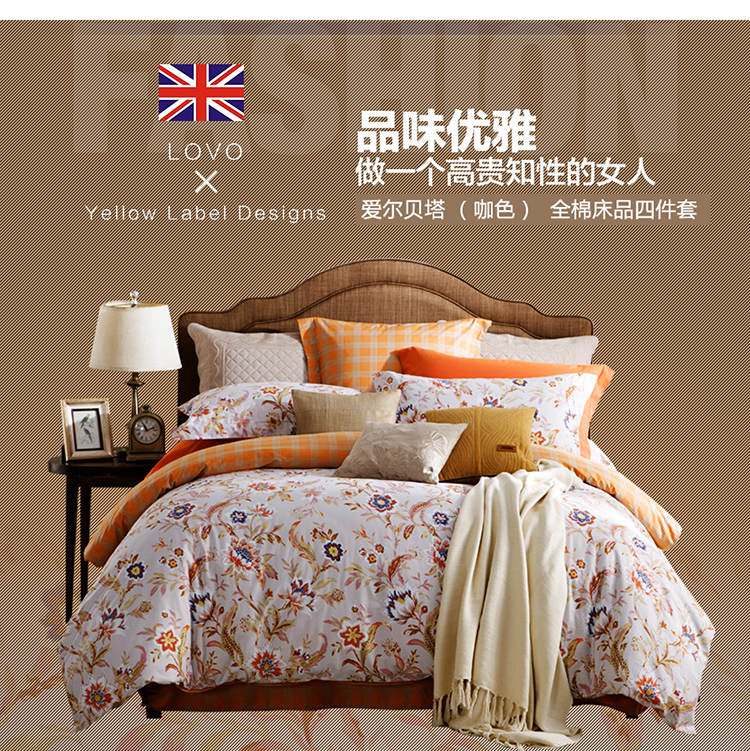 FASHION
LOVO
×
Yellow Label Designs
品味优雅
做一个高贵知性的女人
爱尔贝塔（咖色） 全棉床品四件套